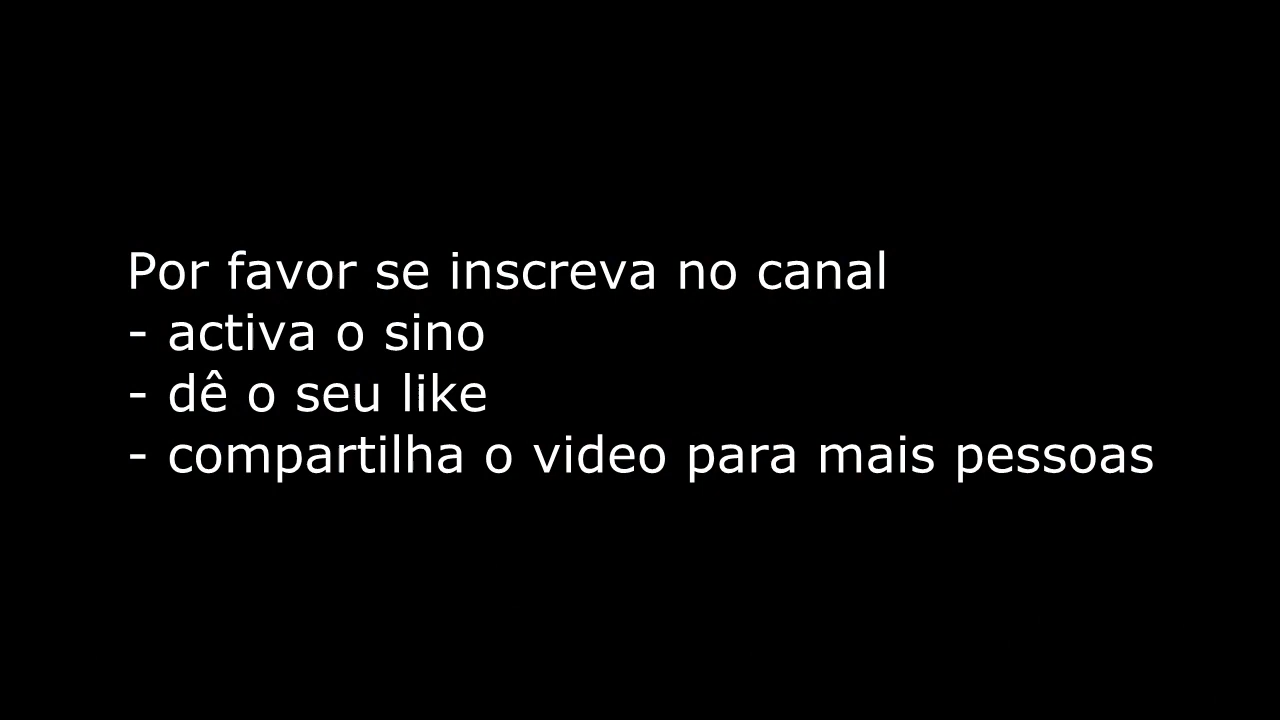 Por favor se inscreva no canal
- activa o sino
- dê o seu like
- compartilha o video para mais pessoas